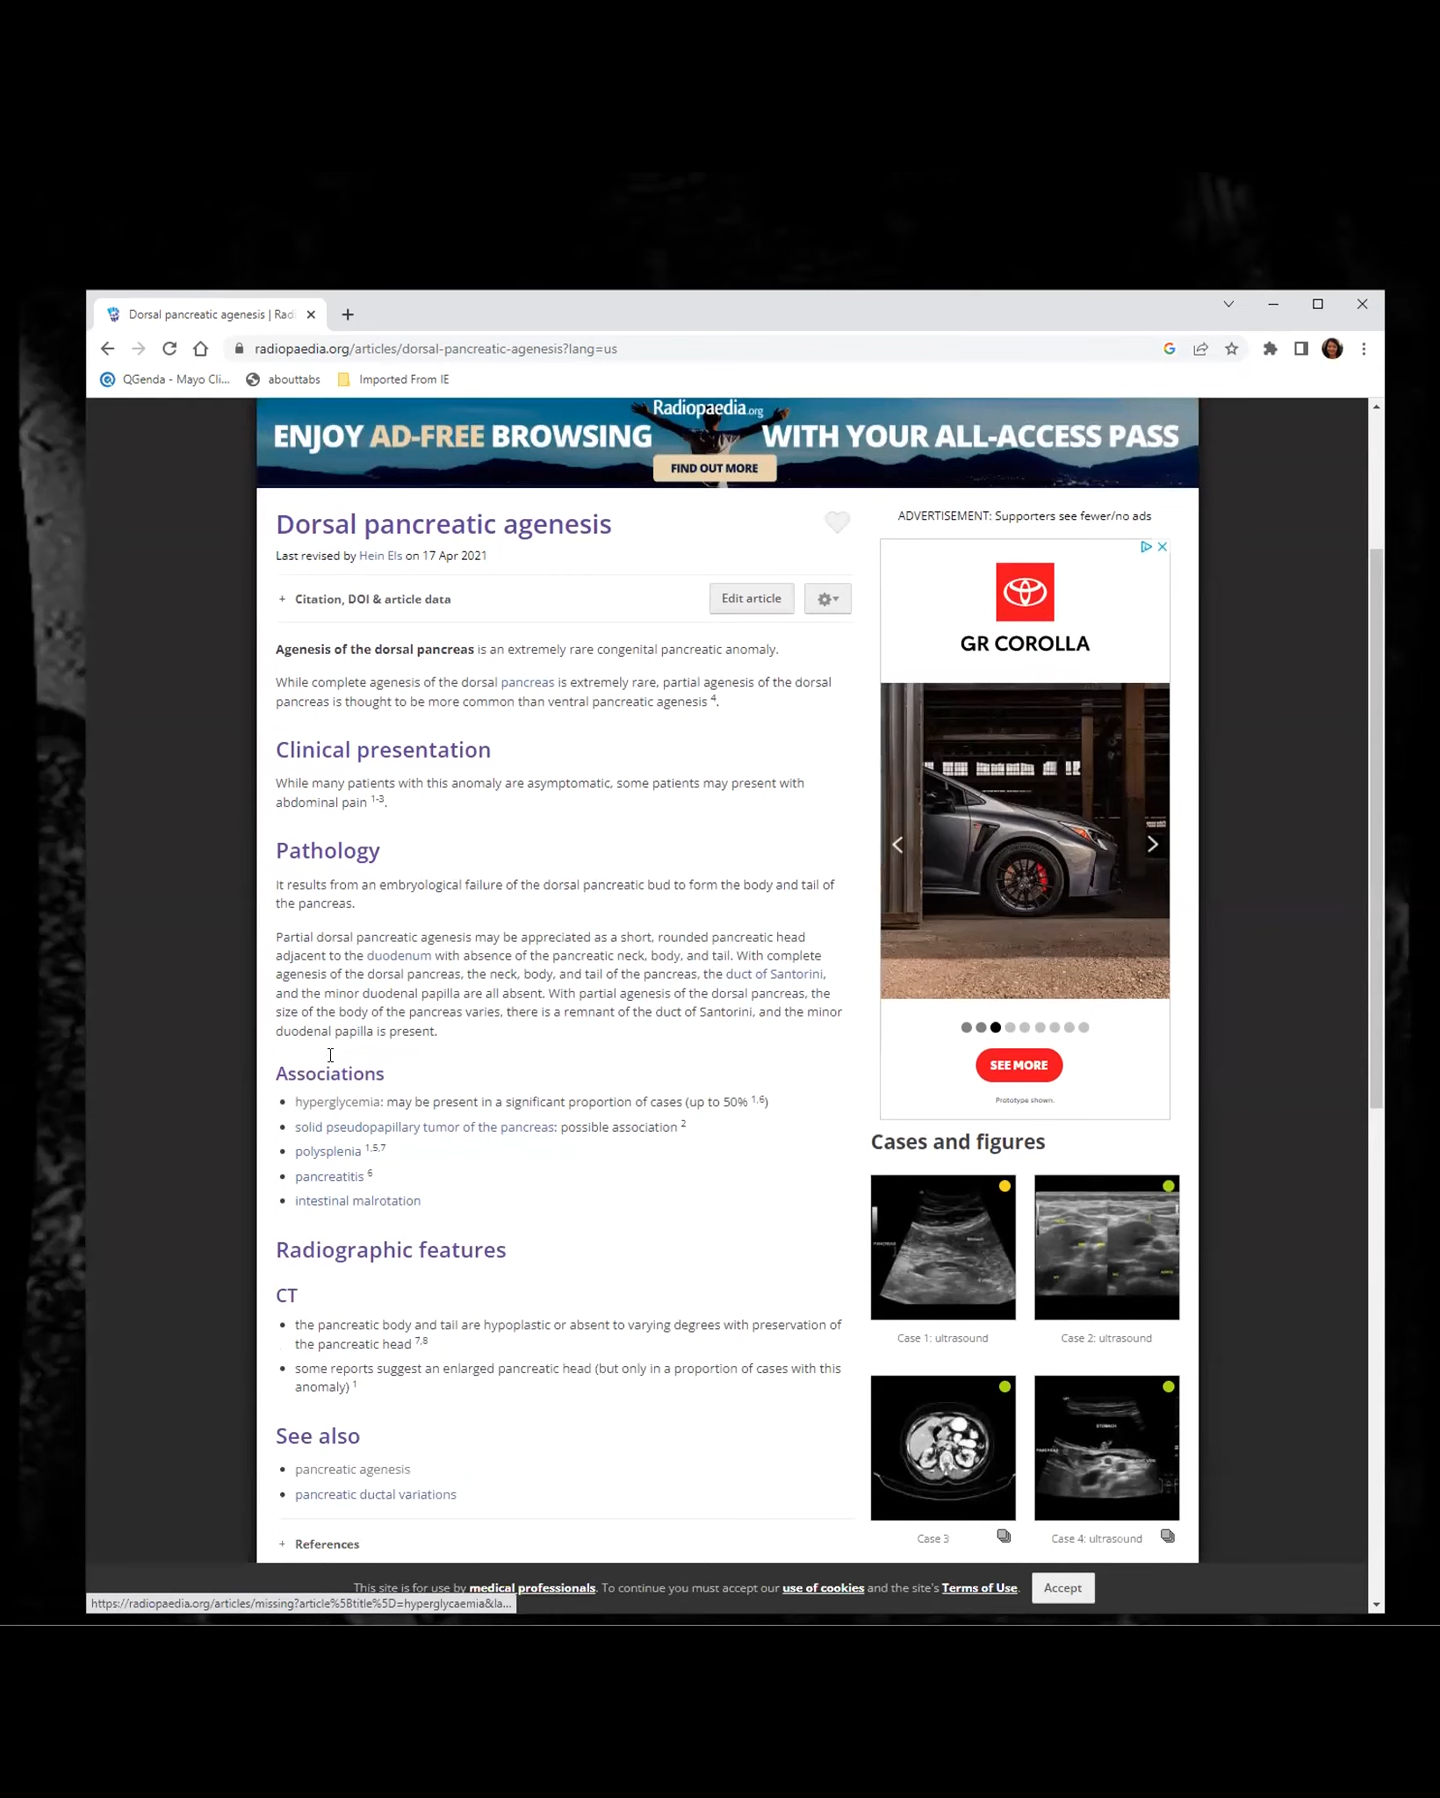 Dorsal pancreatic agenesis | Rad
radiopaedia.org/articles/dorsal-pancreatic-agenesis?lang=us
QGenda - Mayo Cli... abouttabs Imported From IE
Radiopaedia.org
ENJOY AD-FREE BROWSING WITH YOUR ALL-ACCESS PASS
FIND OUT MORE
Dorsal pancreatic agenesis
Last revised by Hein Els on 17 Apr 2021
+ Citation, DOI & article data
Edit article
Agenesis of the dorsal pancreas is an extremely rare congenital pancreatic anomaly.
While complete agenesis of the dorsal pancreas is extremely rare, partial agenesis of the dorsal
pancreas is thought to be more common than ventral pancreatic agenesis 4.
Clinical presentation
While many patients with this anomaly are asymptomatic, some patients may present with
abdominal pain 1-3.
Pathology
It results from an embryological failure of the dorsal pancreatic bud to form the body and tail of
the pancreas.
Partial dorsal pancreatic agenesis may be appreciated as a short, rounded pancreatic head
adjacent to the duodenum with absence of the pancreatic neck, body, and tail. With complete
agenesis of the dorsal pancreas, the neck, body, and tail of the pancreas, the duct of Santorini,
and the minor duodenal papilla are all absent. With partial agenesis of the dorsal pancreas, the
size of the body of the pancreas varies, there is a remnant of the duct of Santorini, and the minor
duodenal papilla is present.
Associations
• hyperglycemia: may be present in a significant proportion of cases (up to 50% 1,6)
• solid pseudopapillary tumor of the pancreas: possible association 2
• polysplenia 1,5,7
• pancreatitis 6
• intestinal malrotation
Radiographic features
CT
• the pancreatic body and tail are hypoplastic or absent to varying degrees with preservation of
the pancreatic head 7,8
• some reports suggest an enlarged pancreatic head (but only in a proportion of cases with this
anomaly) 1
See also
• pancreatic agenesis
• pancreatic ductal variations
+ References
ADVERTISEMENT: Supporters see fewer/no ads
GR COROLLA
SEE MORE
Prototype shown.
Cases and figures
Case 1: ultrasound
Case 2: ultrasound
STOMACH
Case 3
Case 4: ultrasound
This site is for use by medical professionals. To continue you must accept our use of cookies and the site's Terms of Use.
Accept
https://radiopaedia.org/articles/missing?article%5Btitle%5D=hyperglycaemia&la...